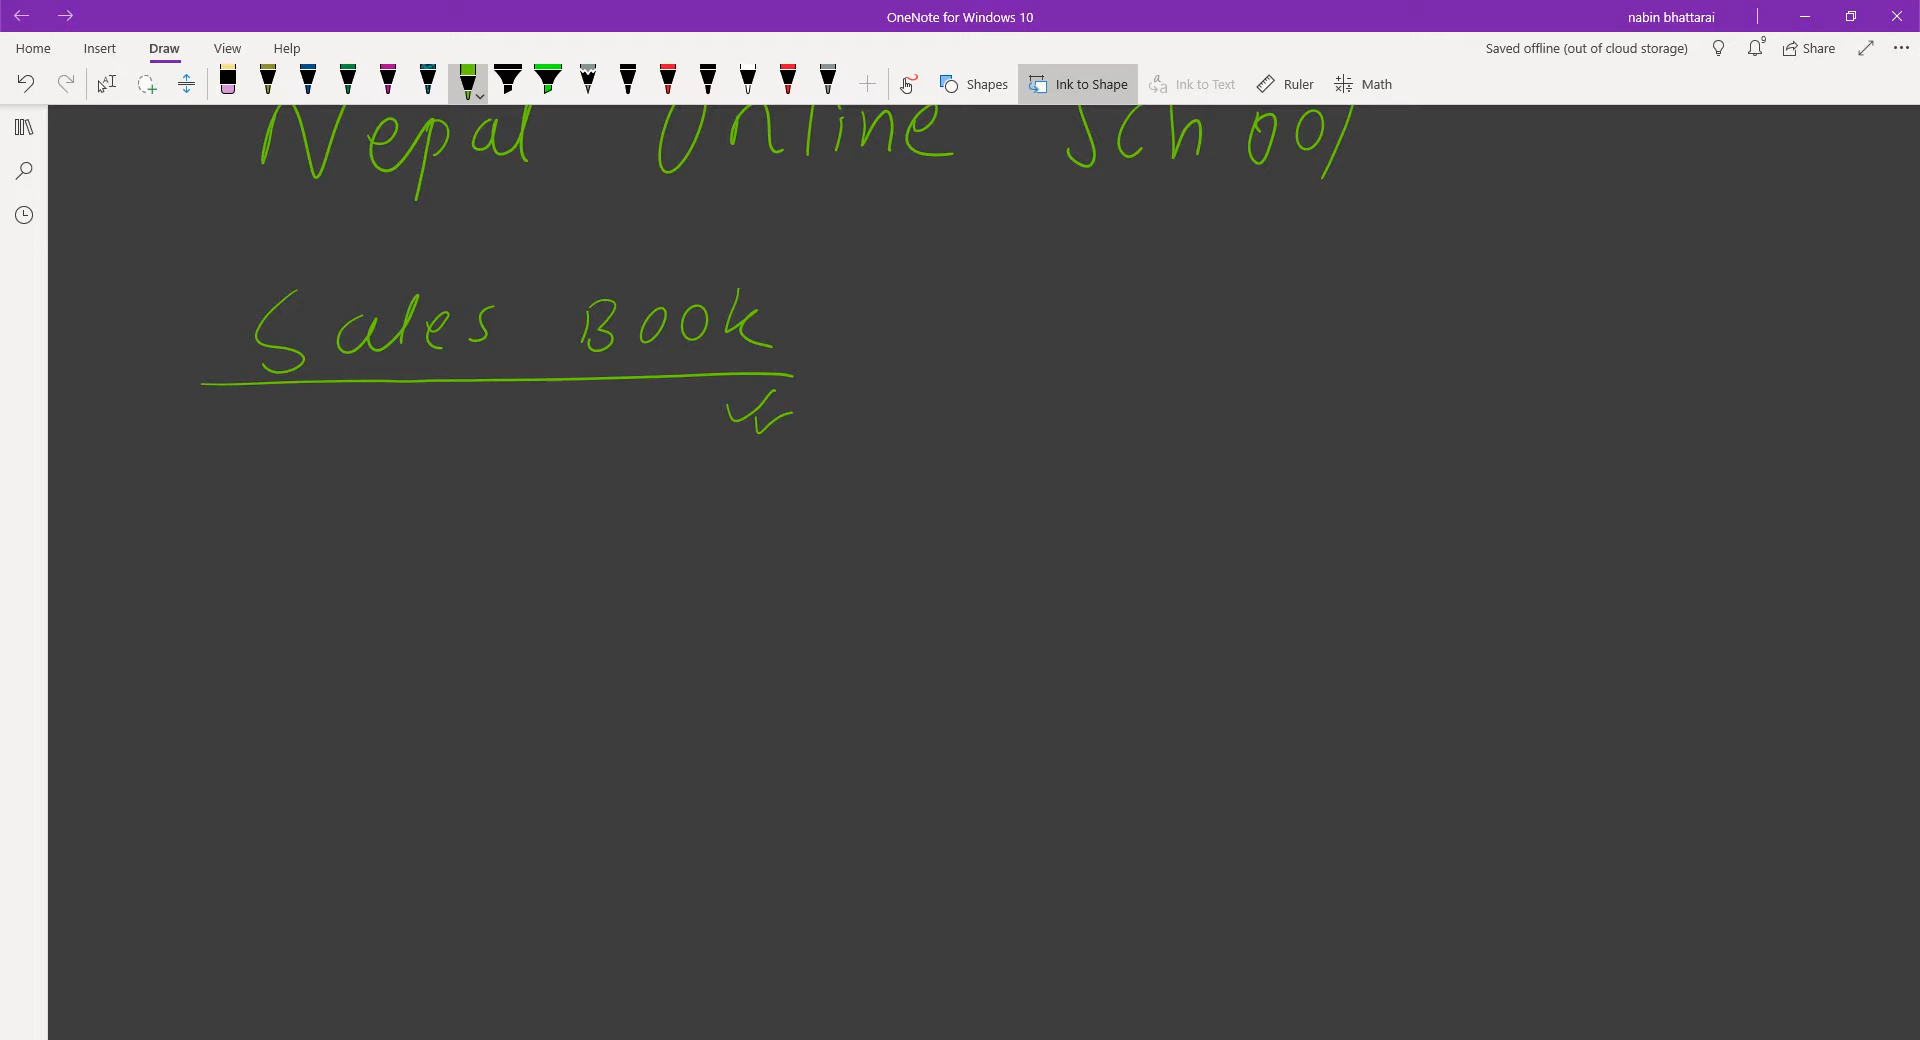 OneNote for Windows 10
nabin bhattarai
Home Insert Draw View Help
Saved offline (out of cloud storage)
9
Share
Shapes
Ink to Shape
Ink to Text
Ruler
Math
Nepal Online School
Sales Book